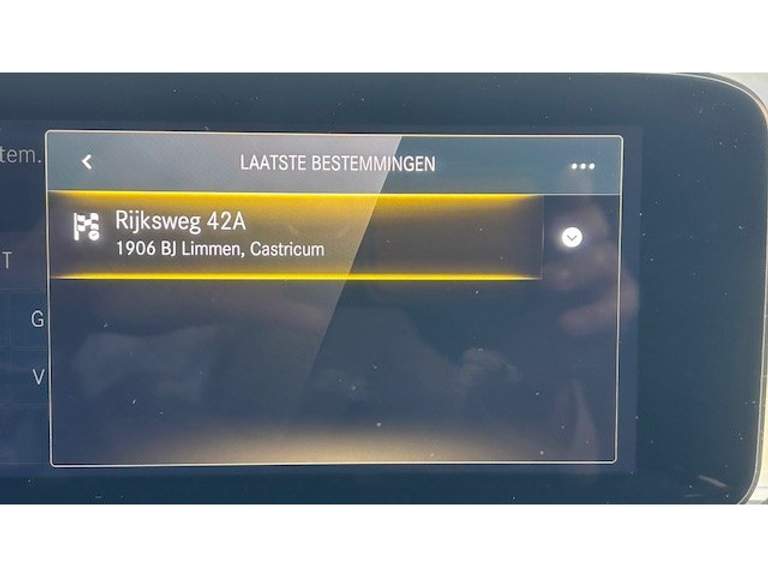 tem.
LAATSTE BESTEMMINGEN
Rijksweg 42A
1906 BJ Limmen, Castricum
T
G
V